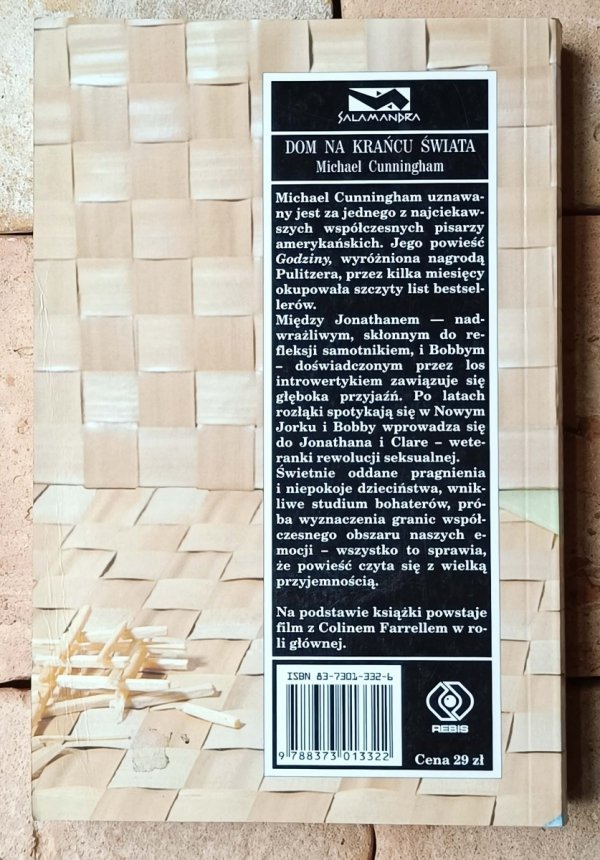 SALAMANDRA
DOM NA KRAŃCU ŚWIATA
Michael Cunningham
Michael Cunningham uznawa-
ny jest za jednego z najciekaw-
szych współczesnych pisarzy
amerykańskich. Jego powieść
Godziny, wyróżniona nagrodą
Pulitzera, przez kilka miesięcy
okupowała szczyty list bestsel-
lerów.
Między Jonathanem — nad-
wrażliwym, skłonnym do re-
fleksji samotnikiem, i Bobbym
– doświadczonym przez los
introwertykiem zawiązuje się
głęboka przyjaźń. Po latach
rozłąki spotykają się w Nowym
Jorku i Bobby wprowadza się
do Jonathana i Clare – wete-
ranki rewolucji seksualnej.
Świetnie oddane pragnienia
i niepokoje dzieciństwa, wnik-
liwe studium bohaterów, pró-
ba wyznaczenia granic współ-
czesnego obszaru naszych e-
mocji – wszystko to sprawia,
że powieść czyta się z wielką
przyjemnością.
Na podstawie książki powstaje
film z Colinem Farrellem w ro-
li głównej.
ISBN 83-7301-332-6
9 788373 013322
REBIS
Cena 29 zł